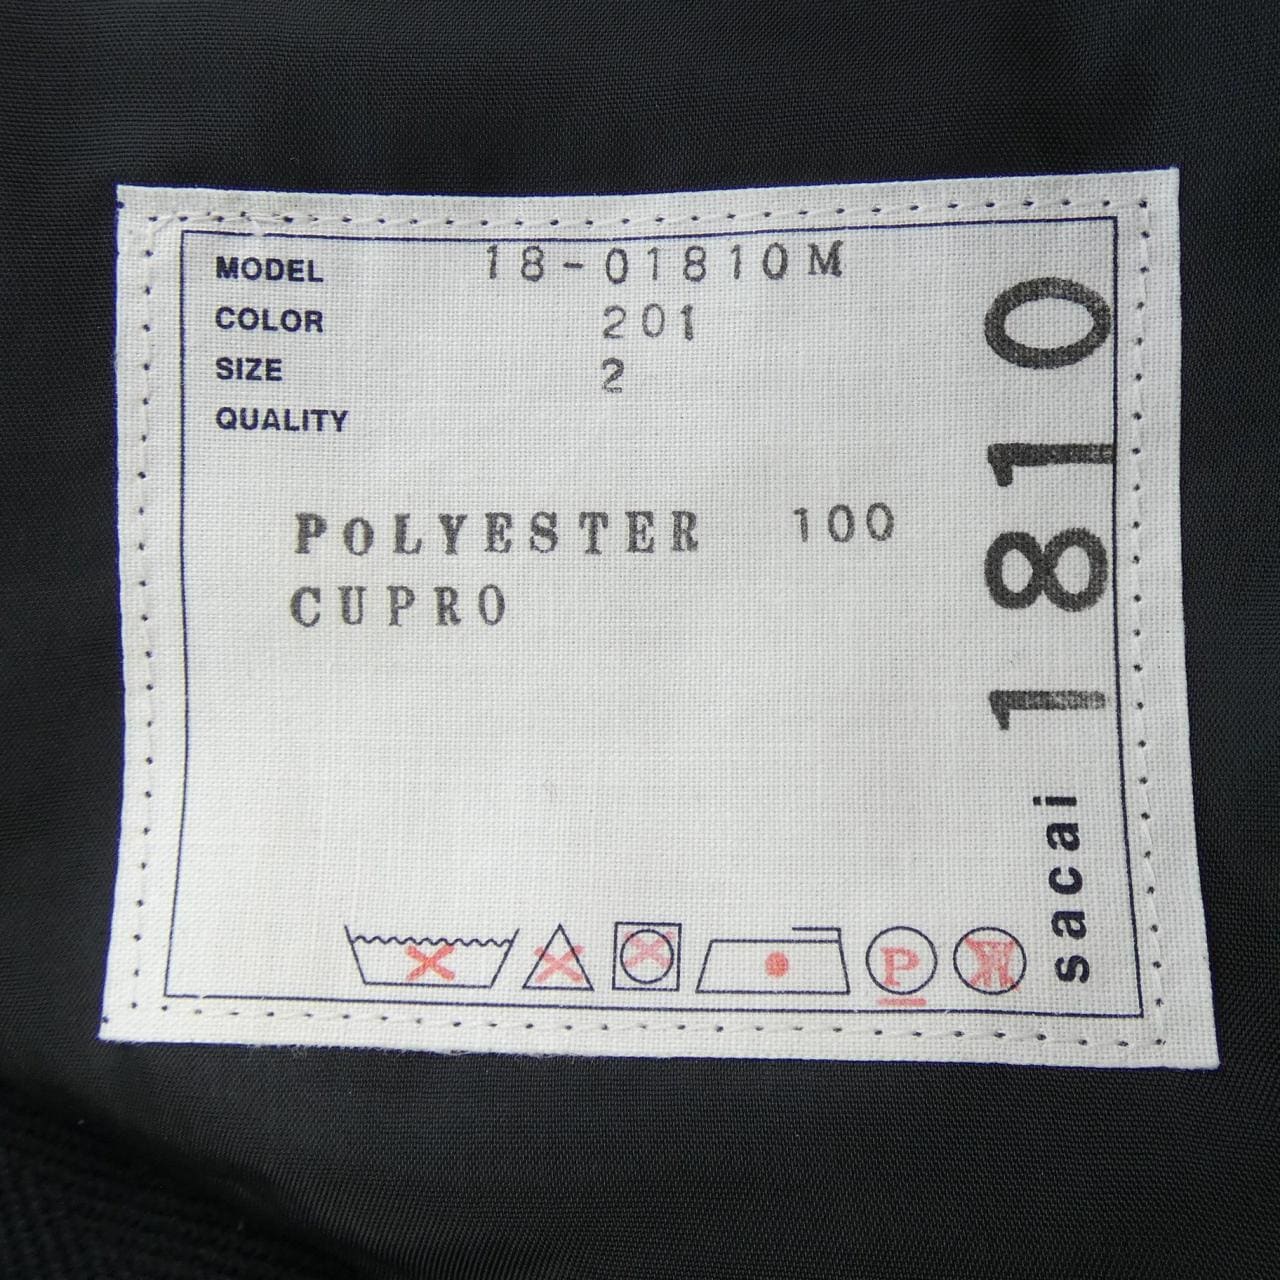 MODEL 18-01810M
COLOR 201
SIZE 2
QUALITY
POLYESTER 100
CUPRO
P
W
sacai 1810